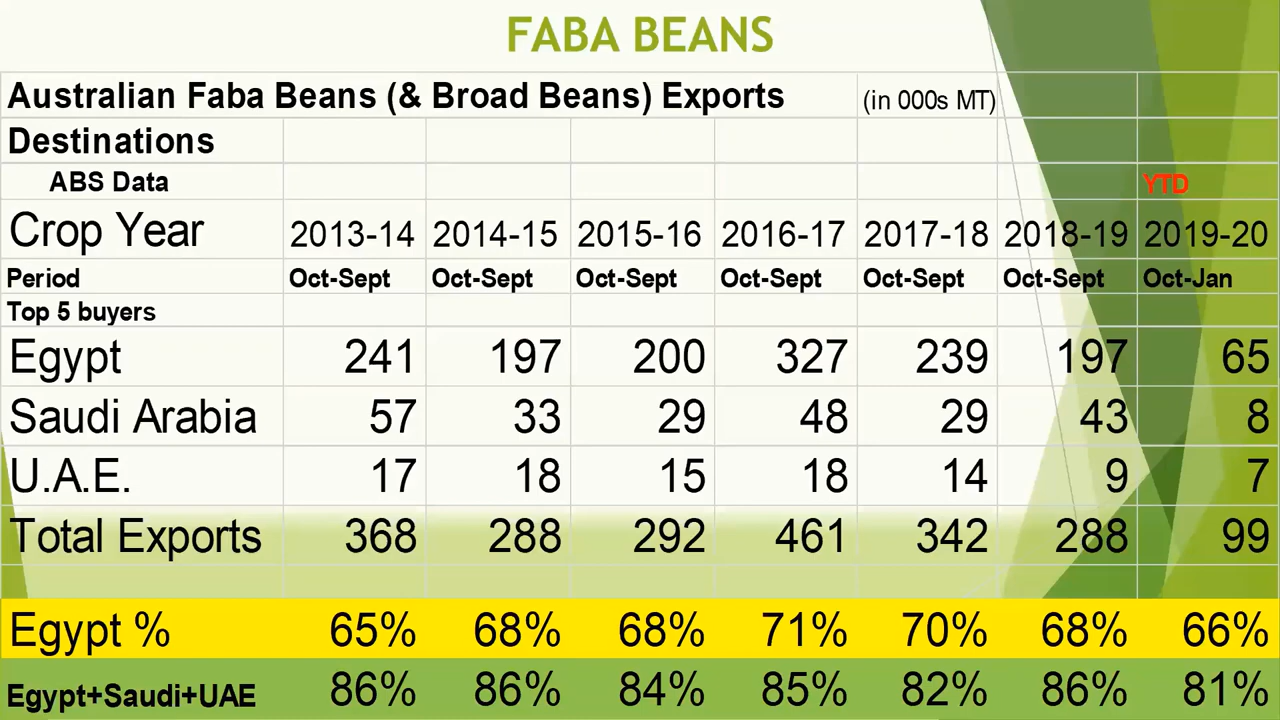 FABA BEANS
Australian Faba Beans (& Broad Beans) Exports (in 000s MT)
Destinations
ABS Data YTD
Crop Year 2013-14 2014-15 2015-16 2016-17 2017-18 2018-19 2019-20
Period Oct-Sept Oct-Sept Oct-Sept Oct-Sept Oct-Sept Oct-Sept Oct-Jan
Top 5 buyers
Egypt 241 197 200 327 239 197 65
Saudi Arabia 57 33 29 48 29 43 8
U.A.E. 17 18 15 18 14 9 7
Total Exports 368 288 292 461 342 288 99
Egypt % 65% 68% 68% 71% 70% 68% 66%
Egypt+Saudi+UAE 86% 86% 84% 85% 82% 86% 81%